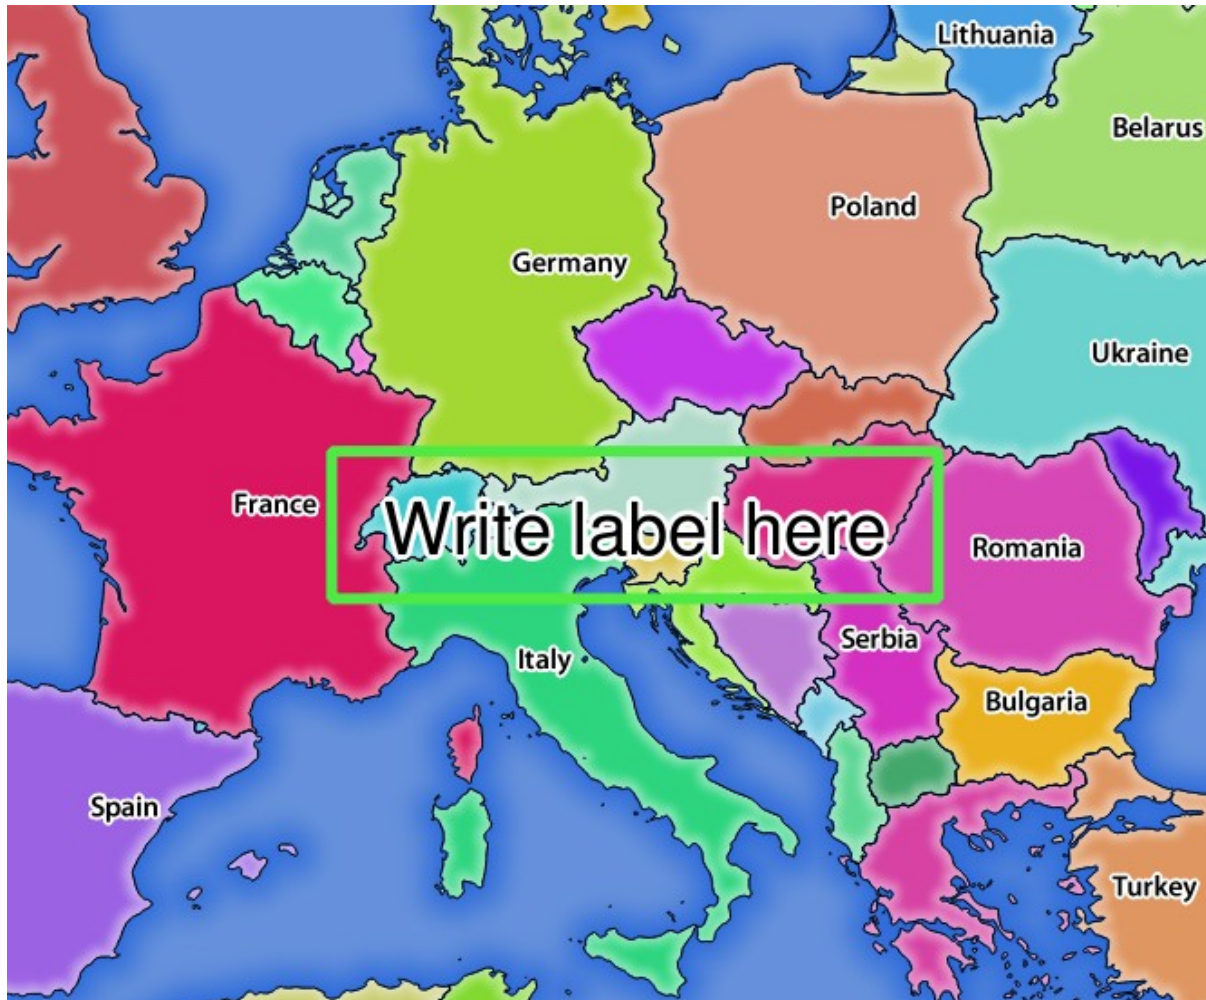 Lithuania
Belarus
Poland
Germany
Ukraine
France
Write label here
Romania
Serbia
Italy
Bulgaria
Spain
Turkey